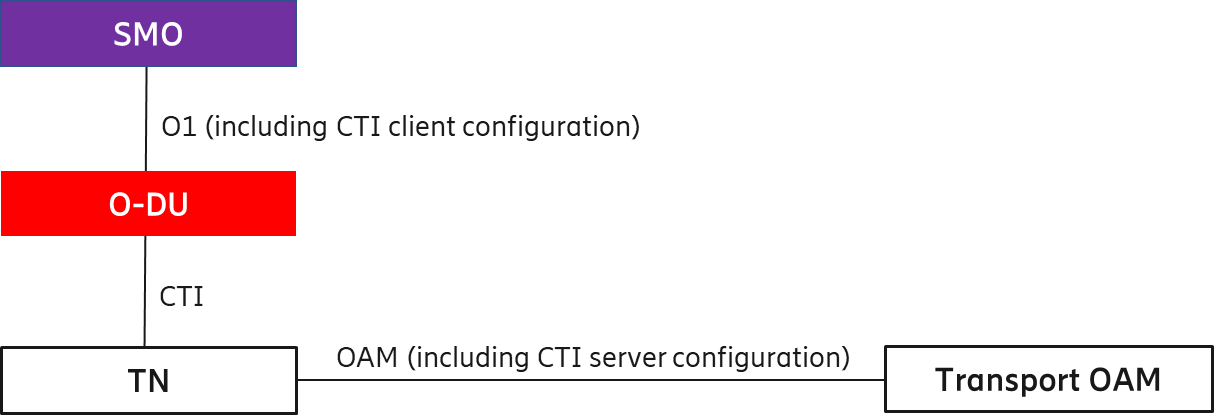 SMO
O1 (including CTI client configuration)
O-DU
CTI
OAM (including CTI server configuration)
TN
Transport OAM